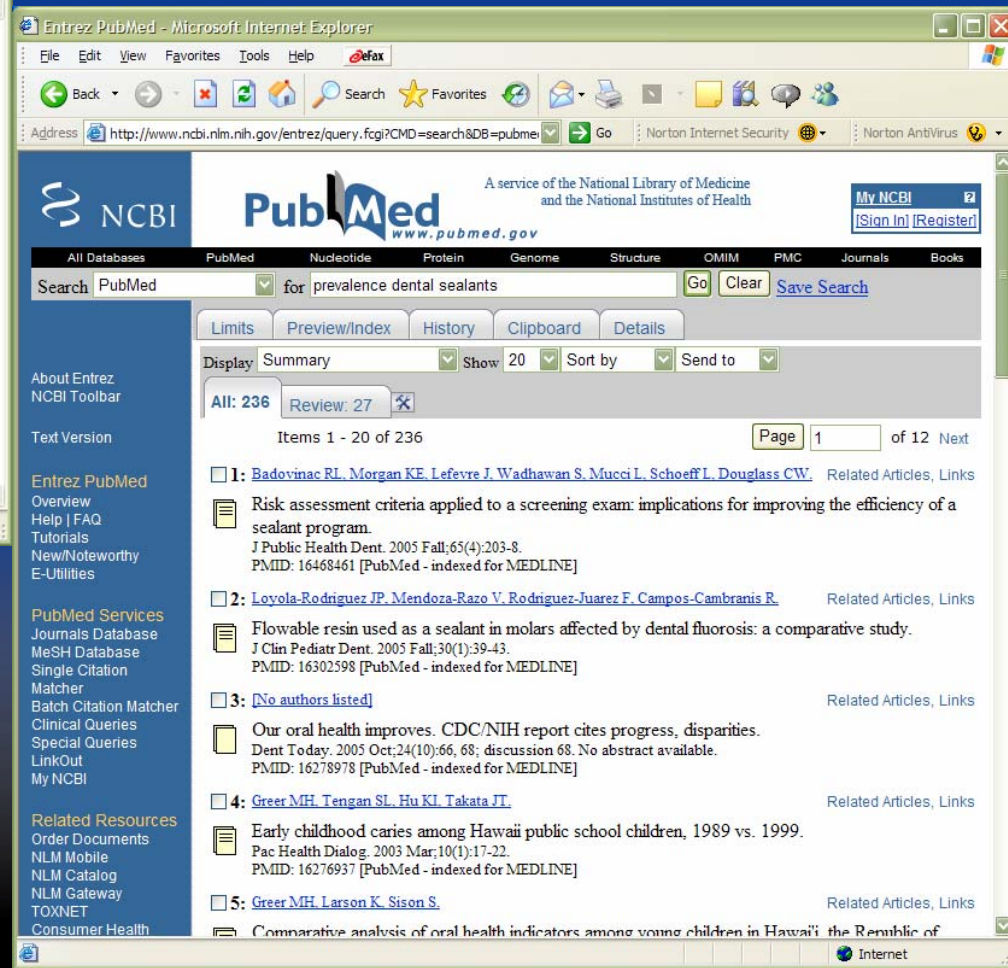 Entrez PubMed - Microsoft Internet Explorer
File Edit View Favorites Tools Help eFax
Back Search Favorites
Address http://www.ncbi.nlm.nih.gov/entrez/query.fcgi?CMD=search&DB=pubme Go Norton Internet Security Norton AntiVirus
NCBI
PubMed
www.pubmed.gov
A service of the National Library of Medicine
and the National Institutes of Health
My NCBI ?
[Sign In] [Register]
All Databases PubMed Nucleotide Protein Genome Structure OMIM PMC Journals Books
Search PubMed for prevalence dental sealants Go Clear Save Search
Limits Preview/Index History Clipboard Details
Display Summary Show 20 Sort by Send to
All: 236 Review: 27
Items 1 - 20 of 236 Page 1 of 12 Next
About Entrez
NCBI Toolbar
Text Version
Entrez PubMed
Overview
Help | FAQ
Tutorials
New/Noteworthy
E-Utilities
PubMed Services
Journals Database
MeSH Database
Single Citation
Matcher
Batch Citation Matcher
Clinical Queries
Special Queries
LinkOut
My NCBI
Related Resources
Order Documents
NLM Mobile
NLM Catalog
NLM Gateway
TOXNET
Consumer Health
1: Badovinac RL, Morgan KE, Lefevre J, Wadhawan S, Mucci L, Schoeff L, Douglass CW. Related Articles, Links
Risk assessment criteria applied to a screening exam: implications for improving the efficiency of a
sealant program.
J Public Health Dent. 2005 Fall;65(4):203-8.
PMID: 16468461 [PubMed - indexed for MEDLINE]
2: Loyola-Rodriguez JP, Mendoza-Razo V, Rodriguez-Juarez F, Campos-Cambranis R. Related Articles, Links
Flowable resin used as a sealant in molars affected by dental fluorosis: a comparative study.
J Clin Pediatr Dent. 2005 Fall;30(1):39-43.
PMID: 16302598 [PubMed - indexed for MEDLINE]
3: [No authors listed] Related Articles, Links
Our oral health improves. CDC/NIH report cites progress, disparities.
Dent Today. 2005 Oct;24(10):66, 68; discussion 68. No abstract available.
PMID: 16278978 [PubMed - indexed for MEDLINE]
4: Greer MH, Tengan SL, Hu KI, Takata JT. Related Articles, Links
Early childhood caries among Hawaii public school children, 1989 vs. 1999.
Pac Health Dialog. 2003 Mar;10(1):17-22.
PMID: 16276937 [PubMed - indexed for MEDLINE]
5: Greer MH, Larson K, Sison S. Related Articles, Links
Comparative analysis of oral health indicators among young children in Hawai'i, the Republic of
Internet